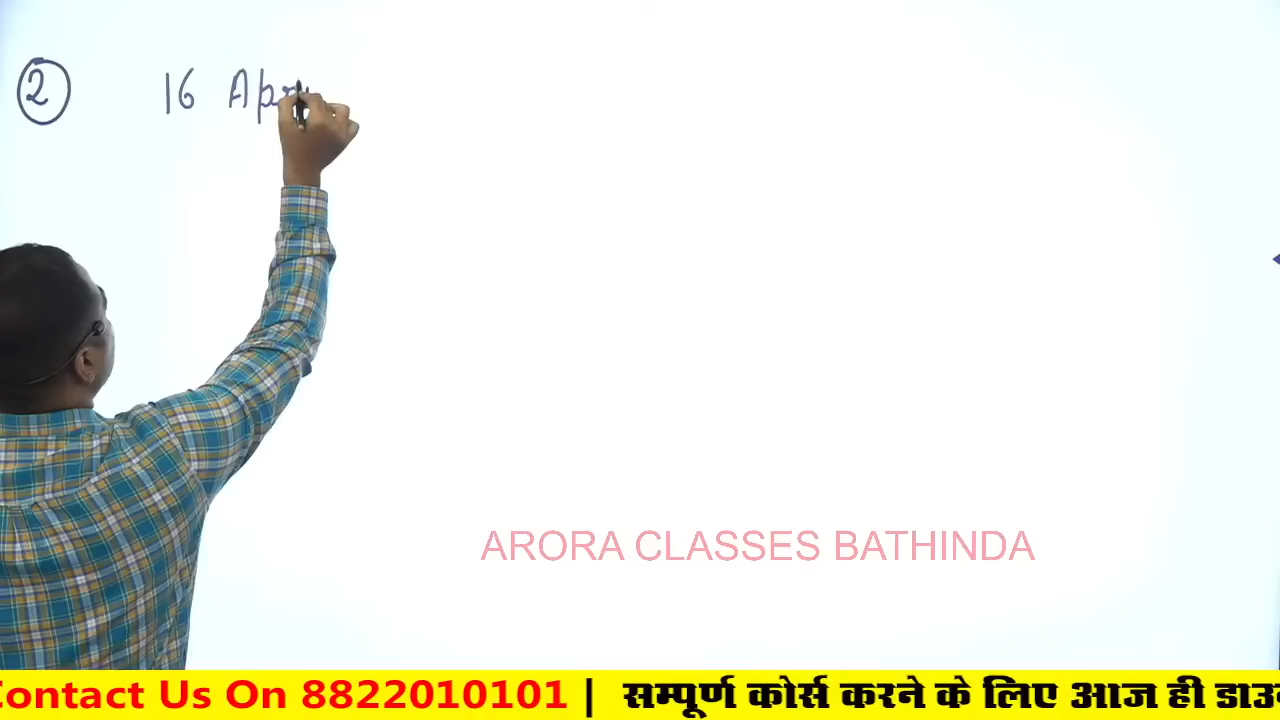 ② 16 Apr
ARORA CLASSES BATHINDA
Contact Us On 8822010101 | सम्पूर्ण कोर्स करने के लिए आज ही